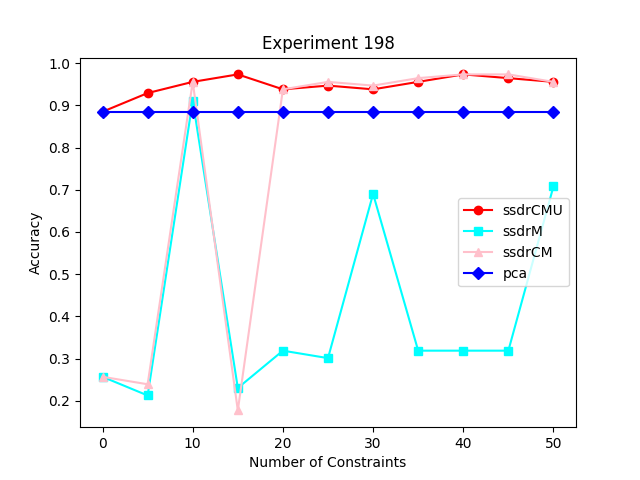 Experiment 198
1.0
0.9
0.8
0.7
0.6
0.5
0.4
0.3
0.2
Accuracy
ssdrCMU
ssdrM
ssdrCM
pca
0 10 20 30 40 50
Number of Constraints